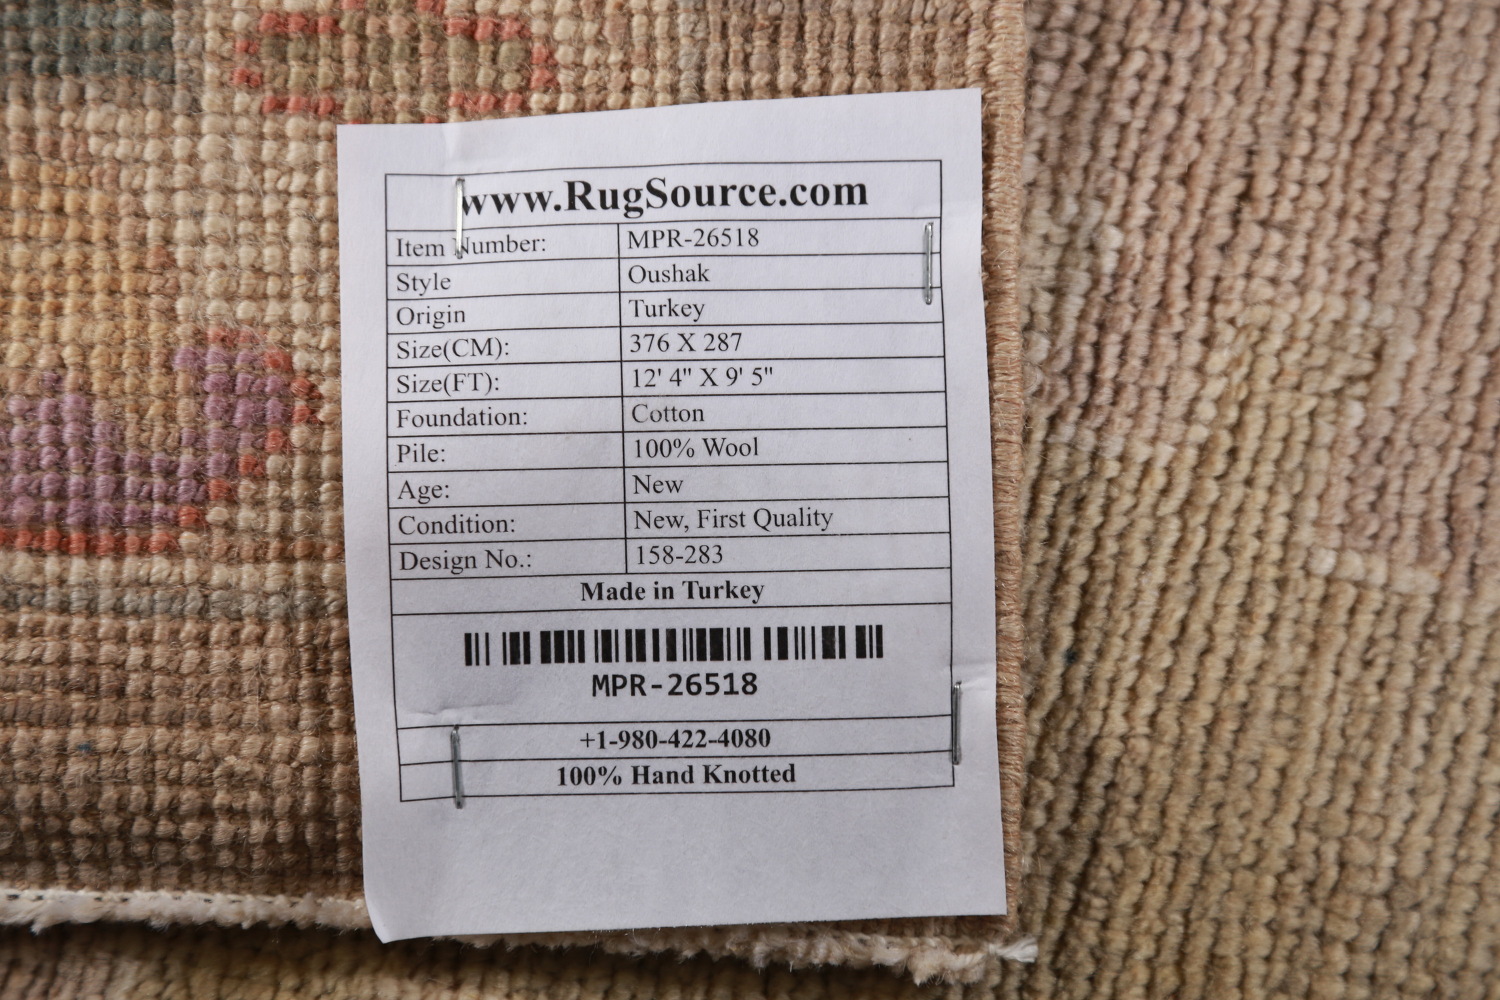 www.RugSource.com
Item Number: MPR-26518
Style Oushak
Origin Turkey
Size(CM): 376 X 287
Size(FT): 12' 4" X 9' 5"
Foundation: Cotton
Pile: 100% Wool
Age: New
Condition: New, First Quality
Design No.: 158-283
Made in Turkey
MPR-26518
+1-980-422-4080
100% Hand Knotted